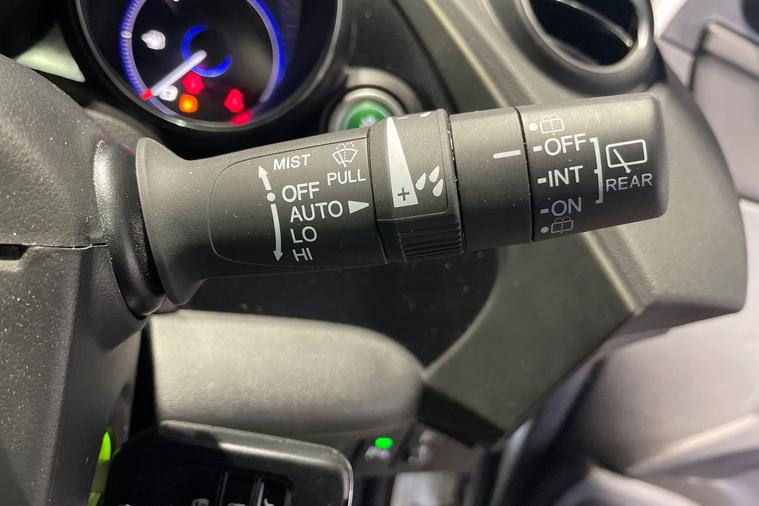 MIST
PULL
OFF
AUTO
LO
HI
OFF
INT
ON
REAR